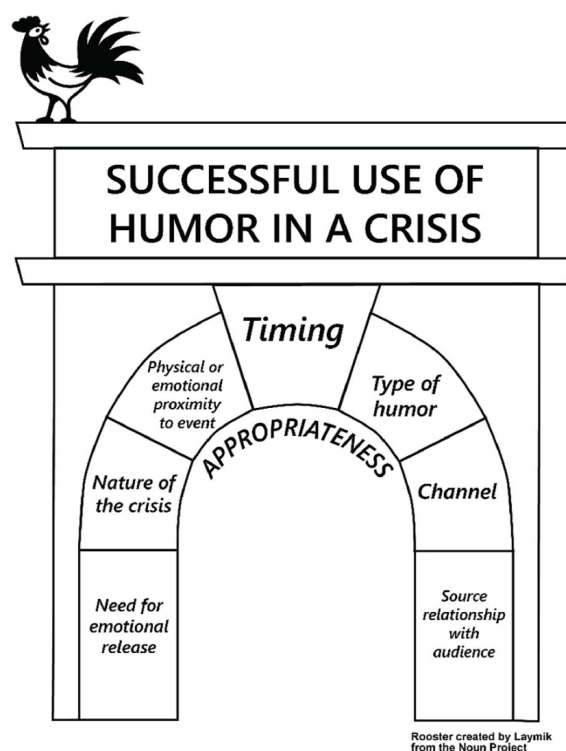 SUCCESSFUL USE OF
HUMOR IN A CRISIS
Timing
Physical or
emotional
proximity
to event
Type of
humor
APPROPRIATENESS
Nature of
the crisis
Channel
Need for
emotional
release
Source
relationship
with
audience
Rooster created by Laymik
from the Noun Project